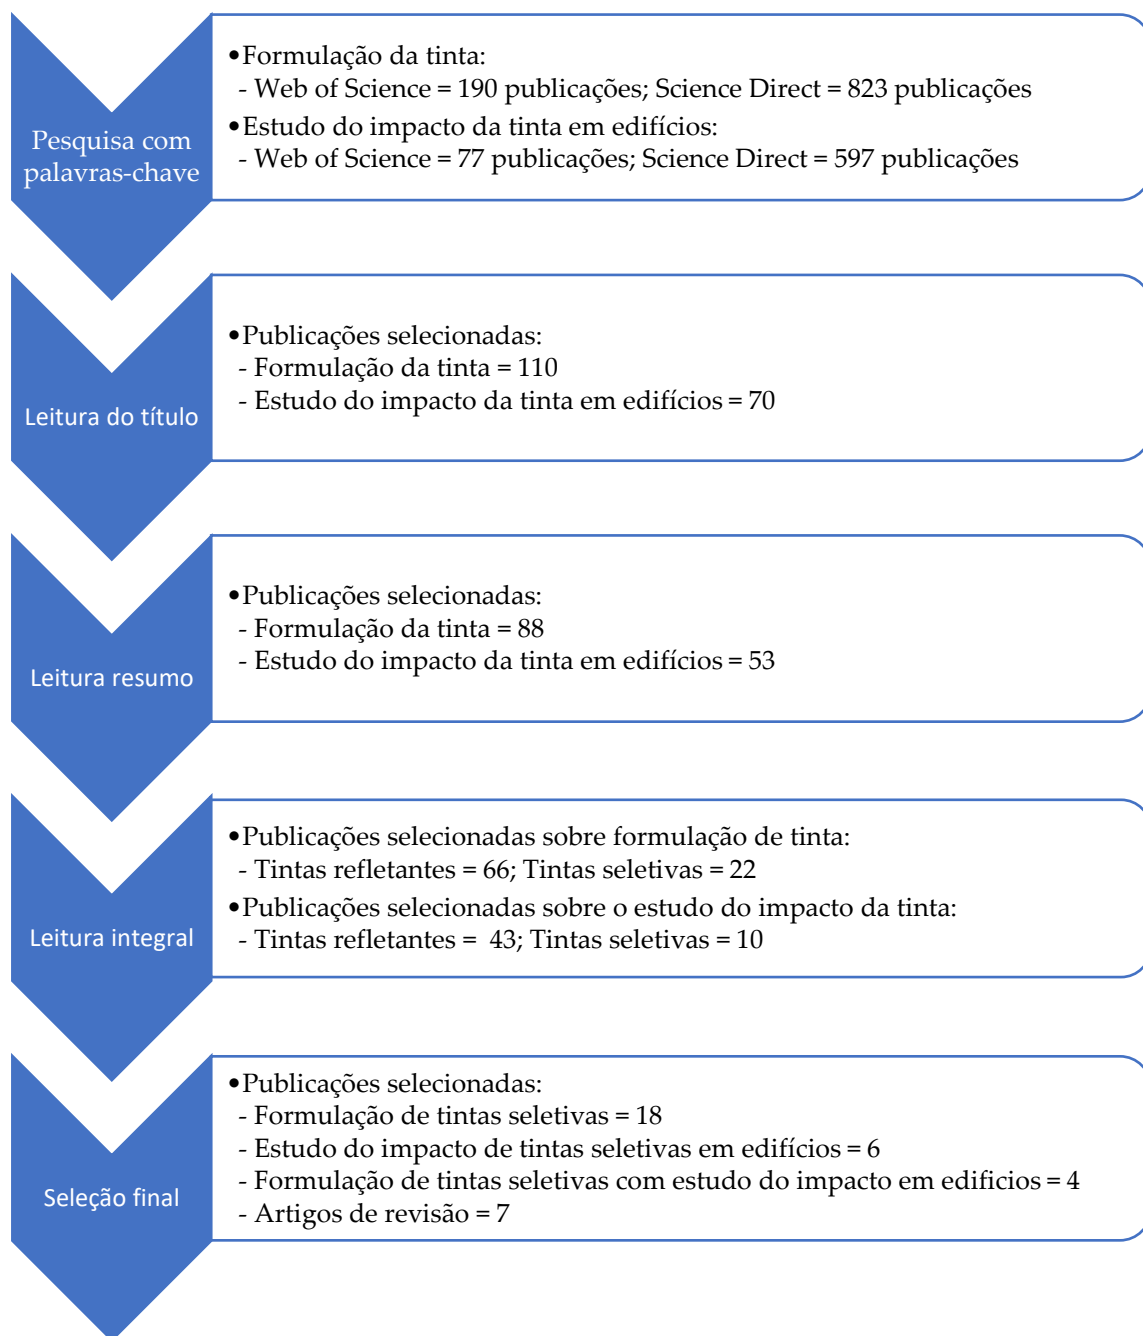 Pesquisa com
palavras-chave
•Formulação da tinta:
- Web of Science = 190 publicações; Science Direct = 823 publicações
•Estudo do impacto da tinta em edifícios:
- Web of Science = 77 publicações; Science Direct = 597 publicações
Leitura do título
•Publicações selecionadas:
- Formulação da tinta = 110
- Estudo do impacto da tinta em edifícios = 70
Leitura resumo
•Publicações selecionadas:
- Formulação da tinta = 88
- Estudo do impacto da tinta em edifícios = 53
Leitura integral
•Publicações selecionadas sobre formulação de tinta:
- Tintas refletantes = 66; Tintas seletivas = 22
•Publicações selecionadas sobre o estudo do impacto da tinta:
- Tintas refletantes = 43; Tintas seletivas = 10
Seleção final
•Publicações selecionadas:
- Formulação de tintas seletivas = 18
- Estudo do impacto de tintas seletivas em edifícios = 6
- Formulação de tintas seletivas com estudo do impacto em edificios = 4
- Artigos de revisão = 7